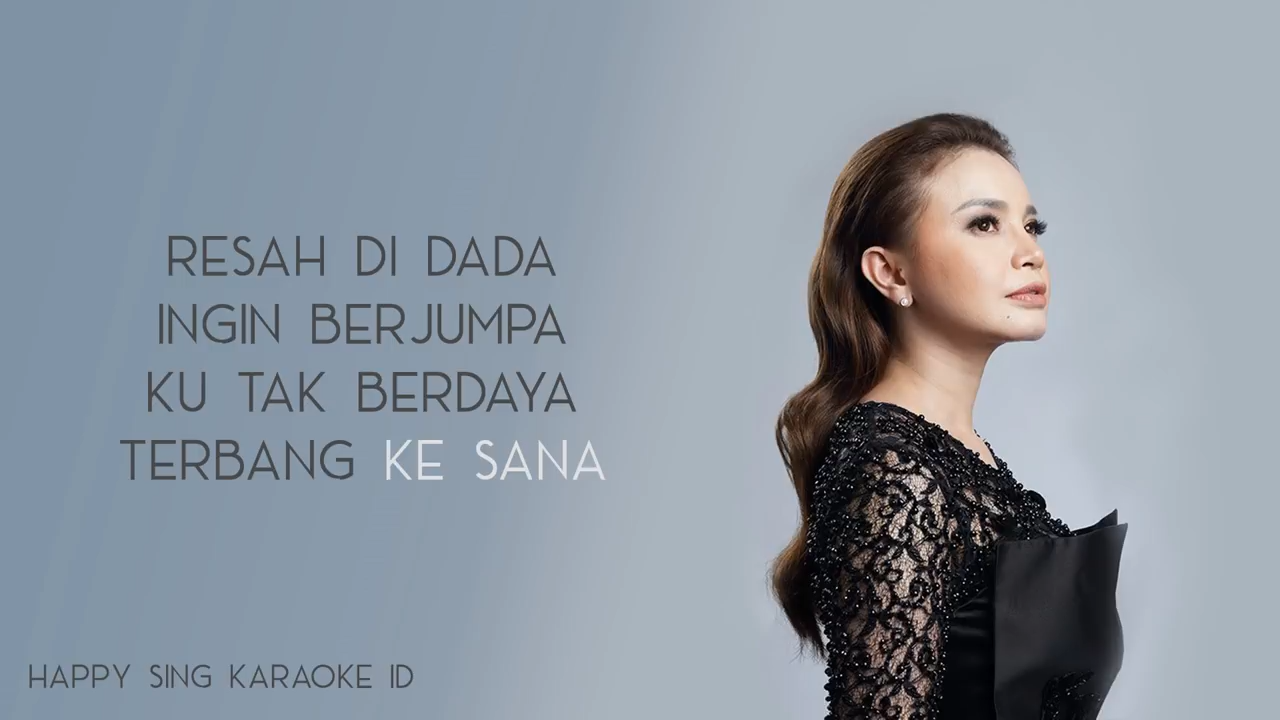 RESAH DI DADA
INGIN BERJUMPA
KU TAK BERDAYA
TERBANG KE SANA
HAPPY SING KARAOKE ID